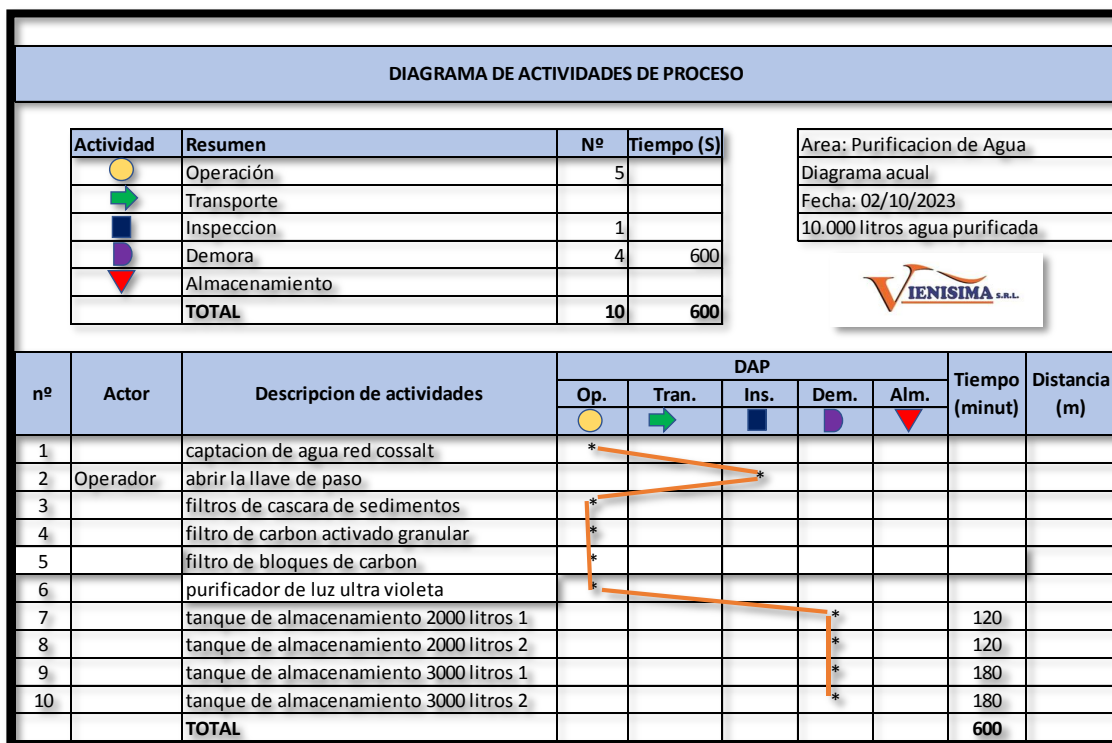 DIAGRAMA DE ACTIVIDADES DE PROCESO
Actividad Resumen Nº Tiempo (S)
Operación 5
Transporte
Inspeccion 1
Demora 4 600
Almacenamiento
TOTAL 10 600
Area: Purificacion de Agua
Diagrama acual
Fecha: 02/10/2023
10.000 litros agua purificada
VIENISIMA S.R.L.
nº Actor Descripcion de actividades DAP Tiempo (minut) Distancia (m)
Op. Tran. Ins. Dem. Alm.
1 captacion de agua red cossalt *
2 Operador abrir la llave de paso *
3 filtros de cascara de sedimentos *
4 filtro de carbon activado granular *
5 filtro de bloques de carbon *
6 purificador de luz ultra violeta *
7 tanque de almacenamiento 2000 litros 1 * 120
8 tanque de almacenamiento 2000 litros 2 * 120
9 tanque de almacenamiento 3000 litros 1 * 180
10 tanque de almacenamiento 3000 litros 2 * 180
TOTAL 600